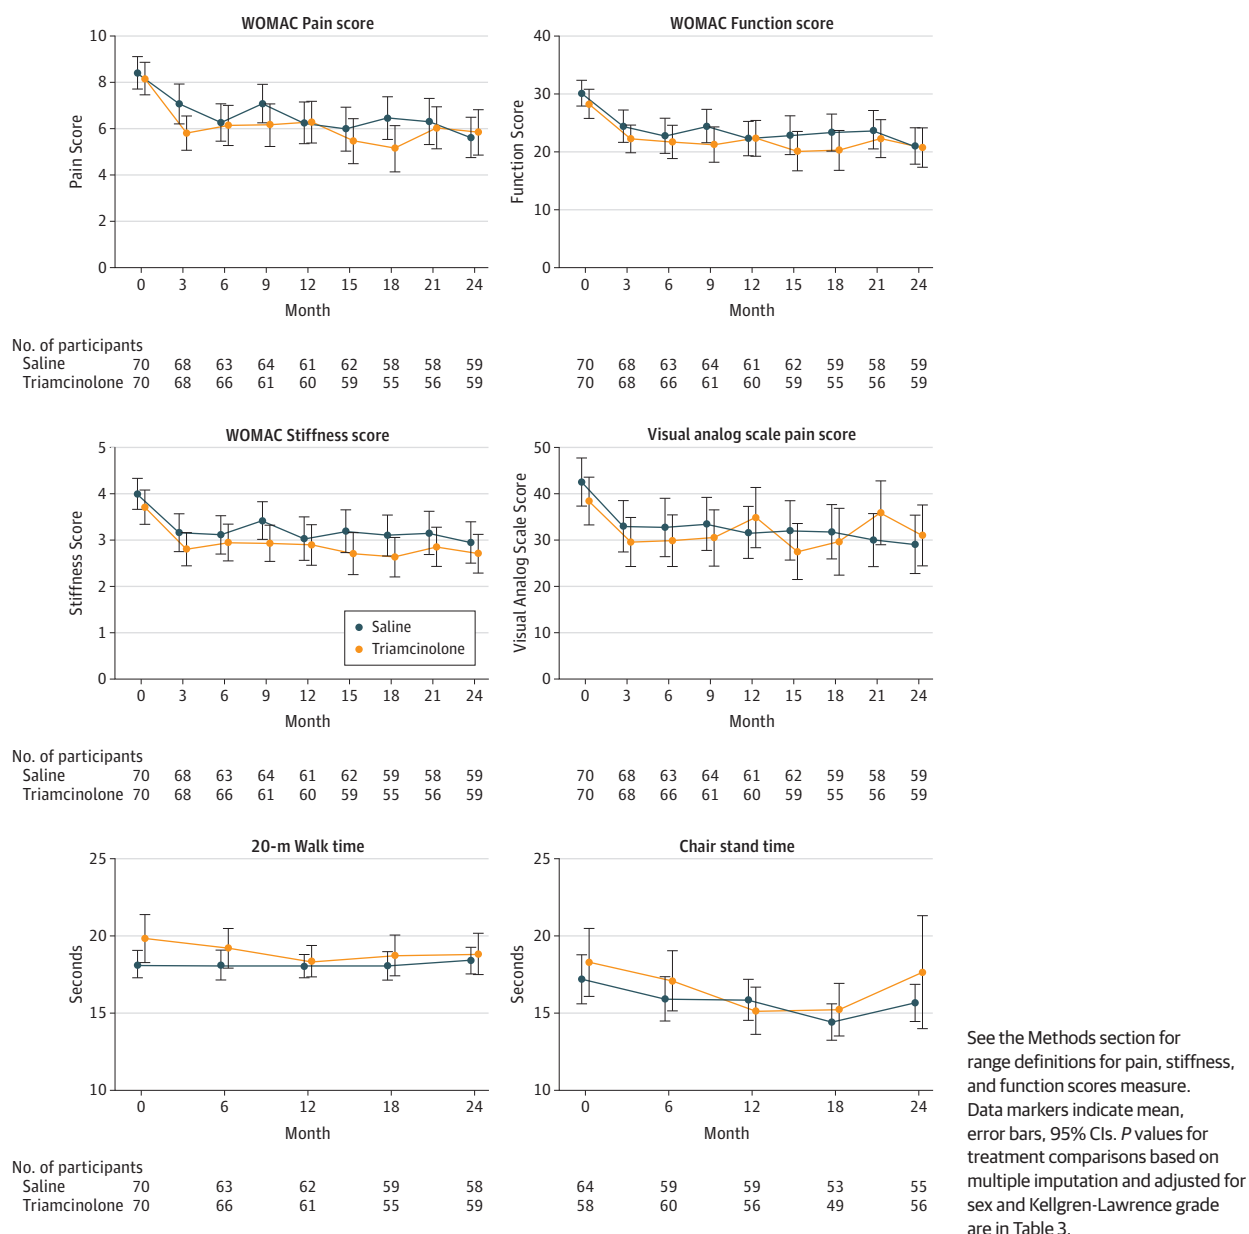 WOMAC Pain score
10
8
6
4
2
0
Pain Score
0 3 6 9 12 15 18 21 24
Month
No. of participants
Saline 70 68 63 64 61 62 58 58 59
Triamcinolone 70 68 66 61 60 59 55 56 59
WOMAC Function score
40
30
20
10
0
Function Score
0 3 6 9 12 15 18 21 24
Month
70 68 63 64 61 62 59 58 59
70 68 66 61 60 59 55 56 59
WOMAC Stiffness score
5
4
3
2
1
0
Stiffness Score
Saline
Triamcinolone
0 3 6 9 12 15 18 21 24
Month
No. of participants
Saline 70 68 63 64 61 62 59 58 59
Triamcinolone 70 68 66 61 60 59 55 56 59
Visual analog scale pain score
50
40
30
20
10
0
Visual Analog Scale Score
0 3 6 9 12 15 18 21 24
Month
70 68 63 64 61 62 59 58 59
70 68 66 61 60 59 55 56 59
20-m Walk time
25
20
15
10
Seconds
0 6 12 18 24
Month
No. of participants
Saline 70 63 62 59 58
Triamcinolone 70 66 61 55 59
Chair stand time
25
20
15
10
Seconds
0 6 12 18 24
Month
64 59 59 53 55
58 60 56 49 56
See the Methods section for
range definitions for pain, stiffness,
and function scores measure.
Data markers indicate mean,
error bars, 95% CIs. P values for
treatment comparisons based on
multiple imputation and adjusted for
sex and Kellgren-Lawrence grade
are in Table 3.